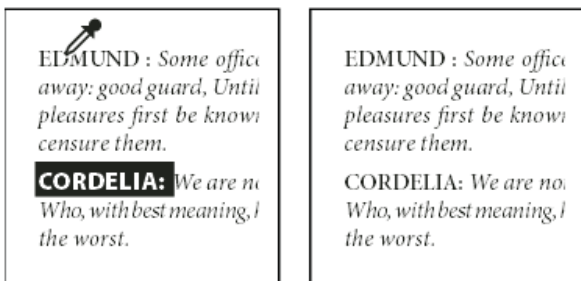 EDMUND : Some offic
away: good guard, Until
pleasures first be known
censure them.
CORDELIA: We are no
Who, with best meaning,
the worst.
EDMUND : Some offic
away: good guard, Until
pleasures first be known
censure them.
CORDELIA: We are not
Who, with best meaning,
the worst.